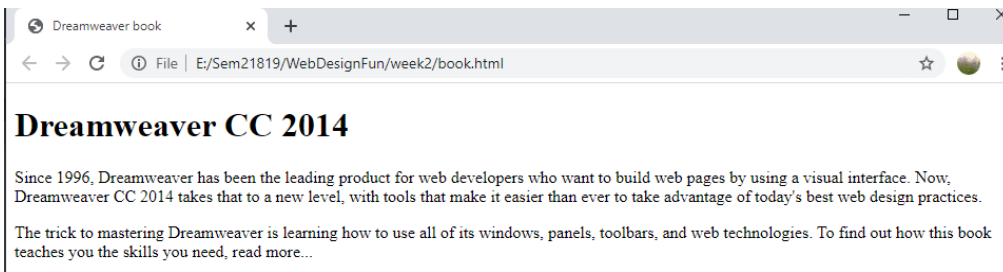 Dreamweaver book
File | E:/Sem21819/WebDesignFun/week2/book.html
Dreamweaver CC 2014
Since 1996, Dreamweaver has been the leading product for web developers who want to build web pages by using a visual interface. Now,
Dreamweaver CC 2014 takes that to a new level, with tools that make it easier than ever to take advantage of today's best web design practices.
The trick to mastering Dreamweaver is learning how to use all of its windows, panels, toolbars, and web technologies. To find out how this book
teaches you the skills you need, read more...